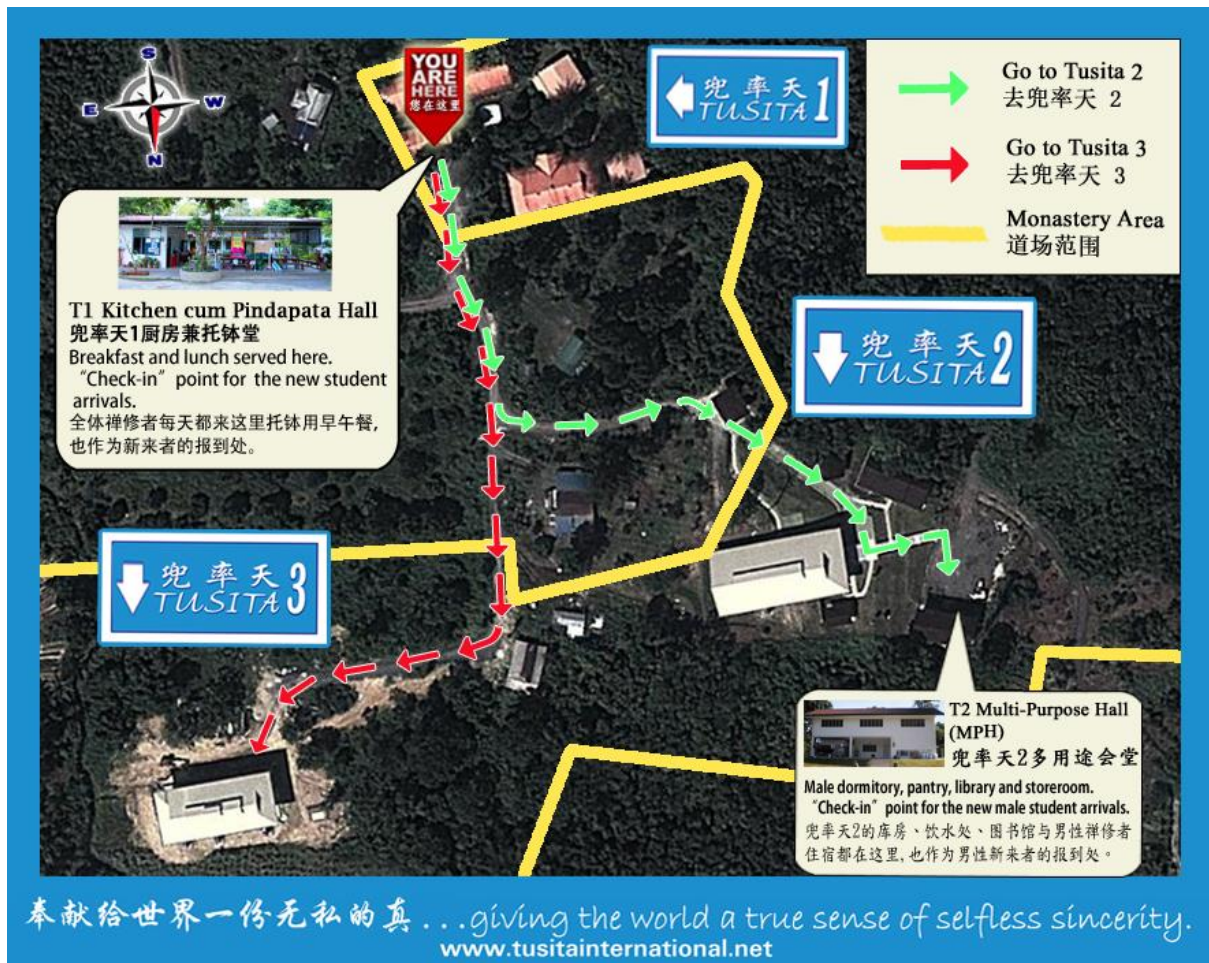 S
E
W
N
YOU
ARE
HERE
您在这里
兜率天
TUSITA 1
Go to Tusita 2
去兜率天 2
Go to Tusita 3
去兜率天 3
Monastery Area
道场范围
T1 Kitchen cum Pindapata Hall
兜率天1厨房兼托钵堂
Breakfast and lunch served here.
"Check-in" point for the new student
arrivals.
全体禅修者每天都来这里托钵用早午餐,
也作为新来者的报到处。
兜率天
TUSITA 2
兜率天
TUSITA 3
T2 Multi-Purpose Hall
(MPH)
兜率天2多用途会堂
Male dormitory, pantry, library and storeroom.
"Check-in" point for the new male student arrivals.
兜率天2的库房、饮水处、图书馆与男性禅修者
住宿都在这里,也作为男性新来者的报到处。
奉献给世界一份无私的真...giving the world a true sense of selfless sincerity.
www.tusitainternational.net